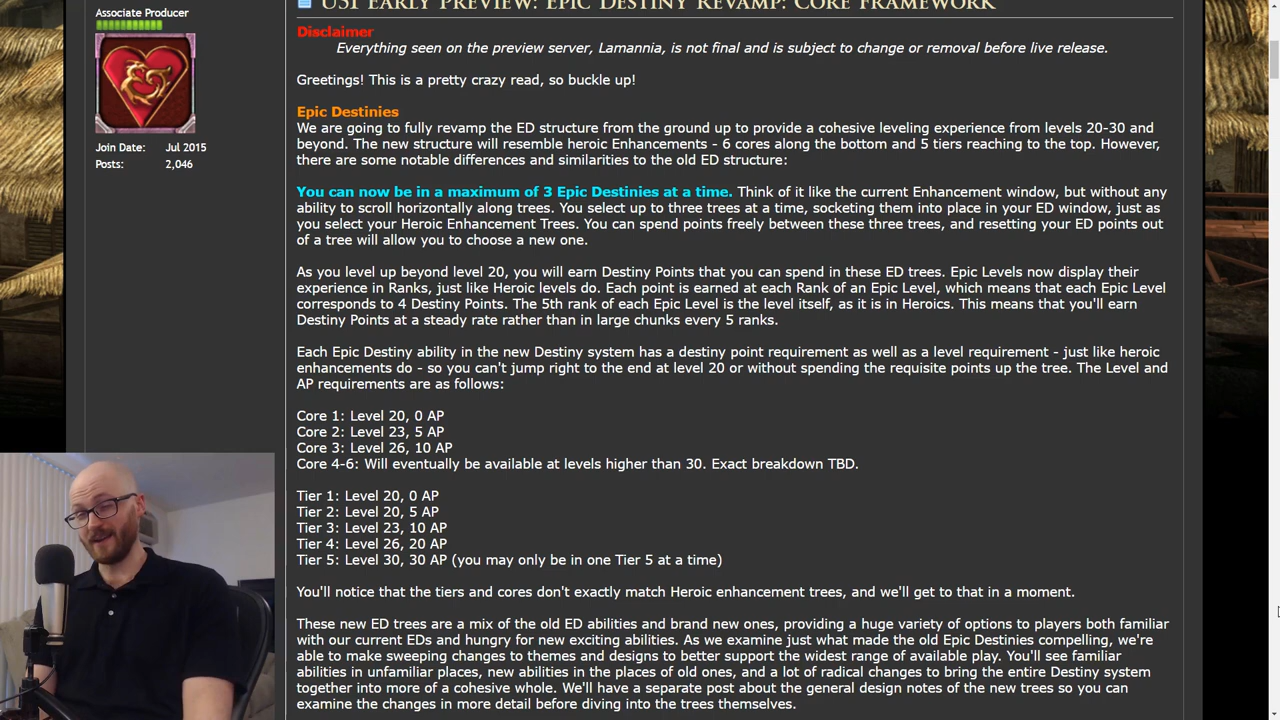 U51 Early Preview: Epic Destiny Revamp: Core Framework
Associate Producer
Disclaimer
Everything seen on the preview server, Lamannia, is not final and is subject to change or removal before live release.
Greetings! This is a pretty crazy read, so buckle up!
Join Date: Jul 2015
Posts: 2,046
Epic Destinies
We are going to fully revamp the ED structure from the ground up to provide a cohesive leveling experience from levels 20-30 and
beyond. The new structure will resemble heroic Enhancements - 6 cores along the bottom and 5 tiers reaching to the top. However,
there are some notable differences and similarities to the old ED structure:
You can now be in a maximum of 3 Epic Destinies at a time. Think of it like the current Enhancement window, but without any
ability to scroll horizontally along trees. You select up to three trees at a time, socketing them into place in your ED window, just as
you select your Heroic Enhancement Trees. You can spend points freely between these three trees, and resetting your ED points out
of a tree will allow you to choose a new one.
As you level up beyond level 20, you will earn Destiny Points that you can spend in these ED trees. Epic Levels now display their
experience in Ranks, just like Heroic levels do. Each point is earned at each Rank of an Epic Level, which means that each Epic Level
corresponds to 4 Destiny Points. The 5th rank of each Epic Level is the level itself, as it is in Heroics. This means that you'll earn
Destiny Points at a steady rate rather than in large chunks every 5 ranks.
Each Epic Destiny ability in the new Destiny system has a destiny point requirement as well as a level requirement - just like heroic
enhancements do - so you can't jump right to the end at level 20 or without spending the requisite points up the tree. The Level and
AP requirements are as follows:
Core 1: Level 20, 0 AP
Core 2: Level 23, 5 AP
Core 3: Level 26, 10 AP
Core 4-6: Will eventually be available at levels higher than 30. Exact breakdown TBD.
Tier 1: Level 20, 0 AP
Tier 2: Level 20, 5 AP
Tier 3: Level 23, 10 AP
Tier 4: Level 26, 20 AP
Tier 5: Level 30, 30 AP (you may only be in one Tier 5 at a time)
You'll notice that the tiers and cores don't exactly match Heroic enhancement trees, and we'll get to that in a moment.
These new ED trees are a mix of the old ED abilities and brand new ones, providing a huge variety of options to players both familiar
with our current EDs and hungry for new exciting abilities. As we examine just what made the old Epic Destinies compelling, we're
able to make sweeping changes to themes and designs to better support the widest range of available play. You'll see familiar
abilities in unfamiliar places, new abilities in the places of old ones, and a lot of radical changes to bring the entire Destiny system
together into more of a cohesive whole. We'll have a separate post about the general design notes of the new trees so you can
examine the changes in more detail before diving into the trees themselves.